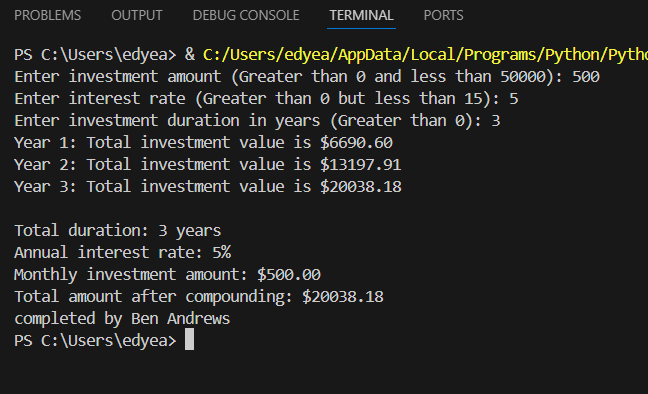 PROBLEMS OUTPUT DEBUG CONSOLE TERMINAL PORTS
PS C:\Users\edyea> & C:/Users/edyea/AppData/Local/Programs/Python/Pytho
Enter investment amount (Greater than 0 and less than 50000): 500
Enter interest rate (Greater than 0 but less than 15): 5
Enter investment duration in years (Greater than 0): 3
Year 1: Total investment value is $6690.60
Year 2: Total investment value is $13197.91
Year 3: Total investment value is $20038.18
Total duration: 3 years
Annual interest rate: 5%
Monthly investment amount: $500.00
Total amount after compounding: $20038.18
completed by Ben Andrews
PS C:\Users\edyea>